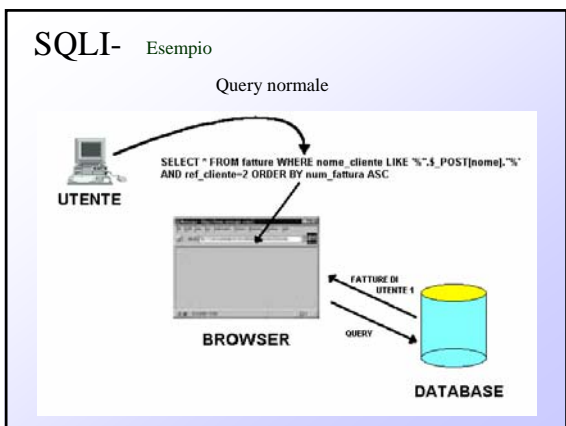 SQLI- Esempio
Query normale
SELECT * FROM fatture WHERE nome_cliente LIKE '%".$_POST[nome]."%'
AND ref_cliente=2 ORDER BY num_fattura ASC
UTENTE
FATTURE DI
UTENTE 1
QUERY
BROWSER
DATABASE